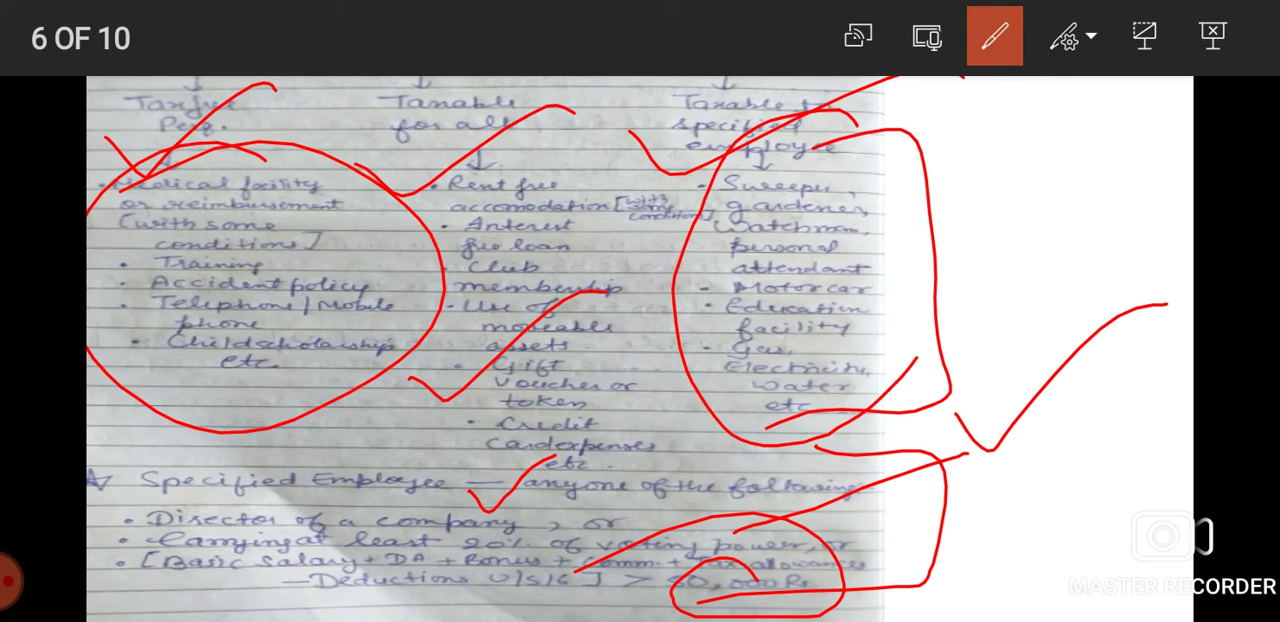 6 OF 10
Taxfree
Perq.
Medical facility
or reimbursement
[with some
conditions]
• Training
• Accident policy
• Telephone / Mobile
phone
• Child scholarship
etc.
Taxable
for all
• Rent free
accomodation [with some condition]
• Interest
free loan
Club
membership
• Use of
moveable
assets
• Gift
Voucher or
token
• Credit
Card expenses
etc.
Taxable to
specified
employee
• Sweeper,
gardener,
Watchman,
personal
attendant
• Motor car
• Education
facility
• Gas,
Electricity,
Water
etc
Specified Employee — anyone of the following
• Director of a company, or
• Carrying at least 20% of voting power, or
• [Basic Salary + DA + Bonus + Comm. + allowances
— Deductions U/S 16] > 50,000 Rs
MASTER RECORDER